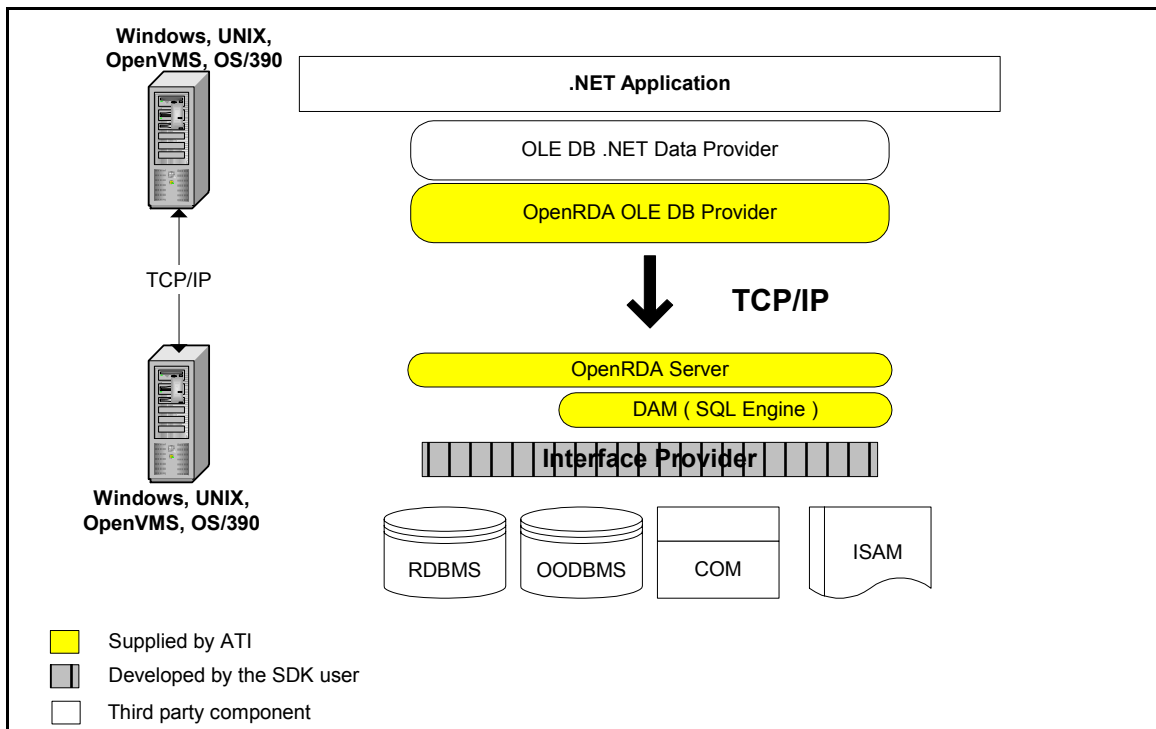 Windows, UNIX,
OpenVMS, OS/390
.NET Application
OLE DB .NET Data Provider
OpenRDA OLE DB Provider
TCP/IP
TCP/IP
OpenRDA Server
DAM ( SQL Engine )
Interface Provider
Windows, UNIX,
OpenVMS, OS/390
RDBMS
OODBMS
COM
ISAM
Supplied by ATI
Developed by the SDK user
Third party component